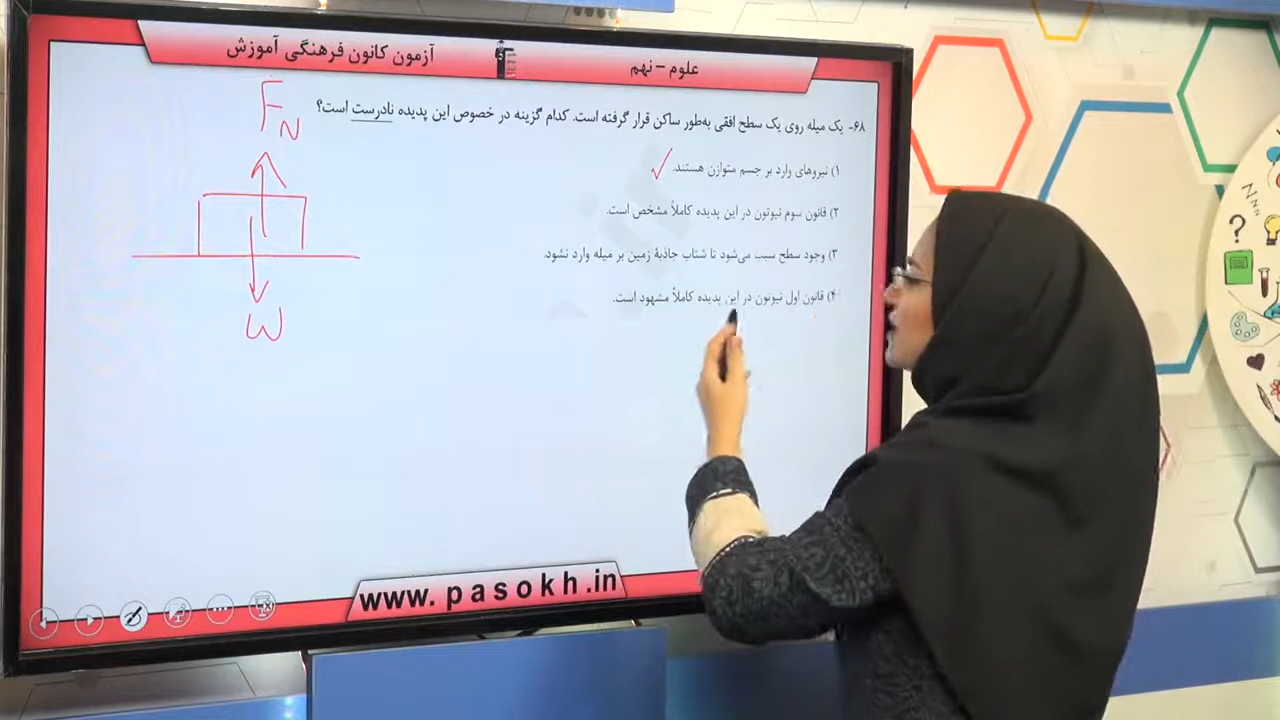 علوم – نهم
آزمون کانون فرهنگی آموزش
۶۸- یک میله روی یک سطح افقی به‌طور ساکن قرار گرفته است. کدام گزینه در خصوص این پدیده نادرست است؟
۱) نیروهای وارد بر جسم متوازن هستند.
۲) قانون سوم نیوتون در این پدیده کاملاً مشخص است.
۳) وجود سطح سبب می‌شود تا شتاب جاذبهٔ زمین بر میله وارد نشود.
۴) قانون اول نیوتون در این پدیده کاملاً مشهود است.
F_N
W
www.pasokh.in
?